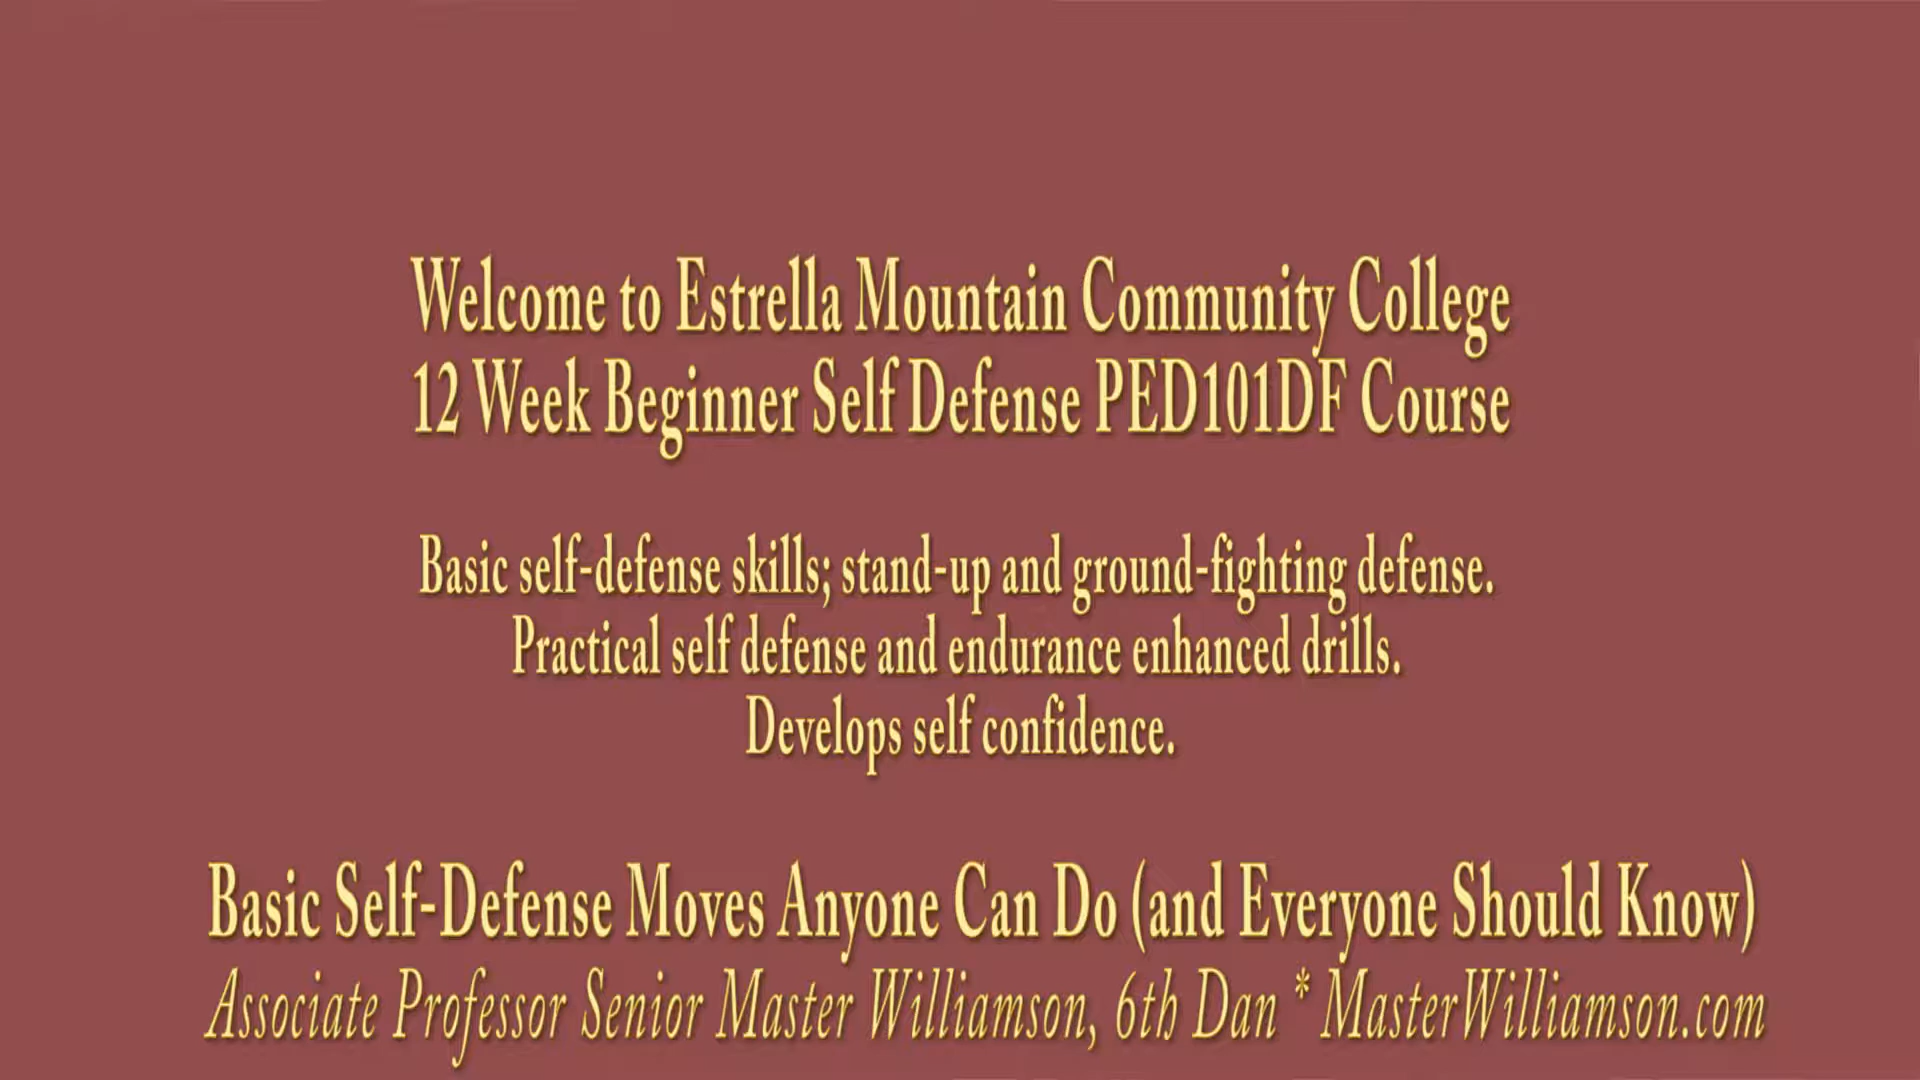 Welcome to Estrella Mountain Community College
12 Week Beginner Self Defense PED101DF Course
Basic self-defense skills; stand-up and ground-fighting defense.
Practical self defense and endurance enhanced drills.
Develops self confidence.
Basic Self-Defense Moves Anyone Can Do (and Everyone Should Know)
Associate Professor Senior Master Williamson, 6th Dan * MasterWilliamson.com